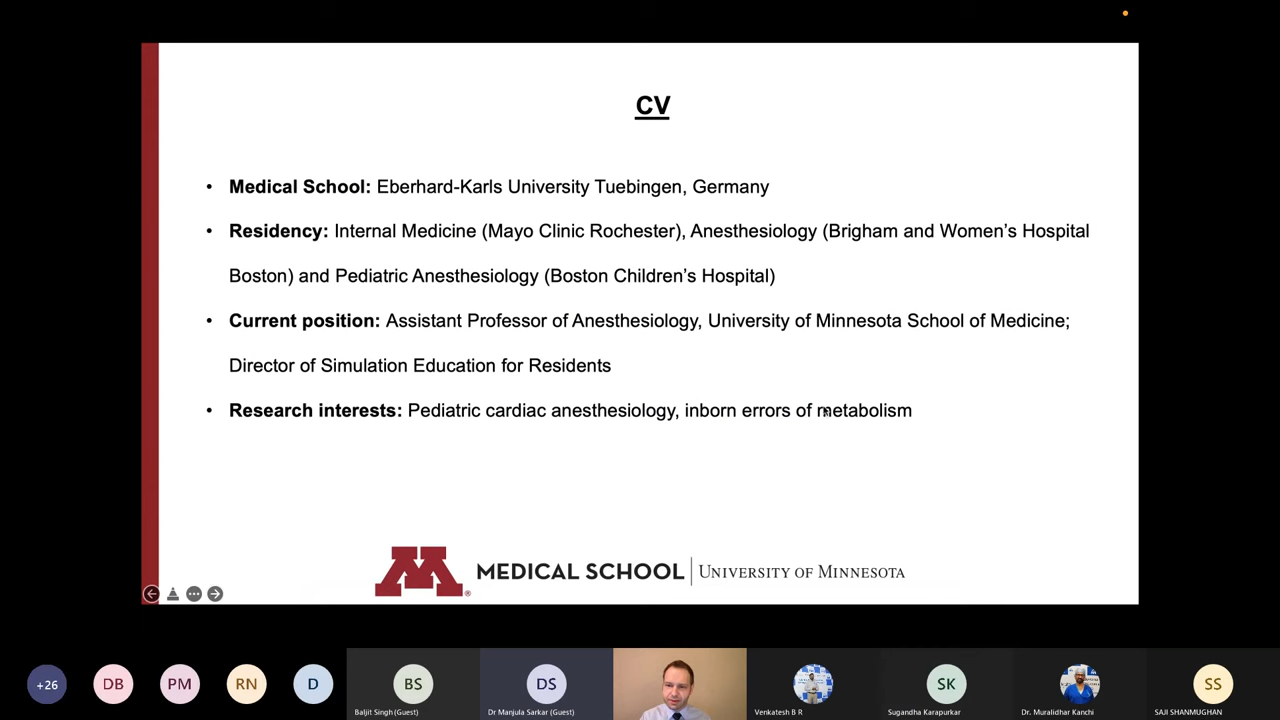 CV
• Medical School: Eberhard-Karls University Tuebingen, Germany
• Residency: Internal Medicine (Mayo Clinic Rochester), Anesthesiology (Brigham and Women’s Hospital
Boston) and Pediatric Anesthesiology (Boston Children’s Hospital)
• Current position: Assistant Professor of Anesthesiology, University of Minnesota School of Medicine;
Director of Simulation Education for Residents
• Research interests: Pediatric cardiac anesthesiology, inborn errors of metabolism
M® MEDICAL SCHOOL | UNIVERSITY OF MINNESOTA
+26 DB PM RN D BS DS SK SS
Baljit Singh (Guest) Dr Manjula Sarkar (Guest) Venkatesh B R Sugandha Karapurkar Dr. Muralidhar Kanchi SAJI SHANMUGHAN